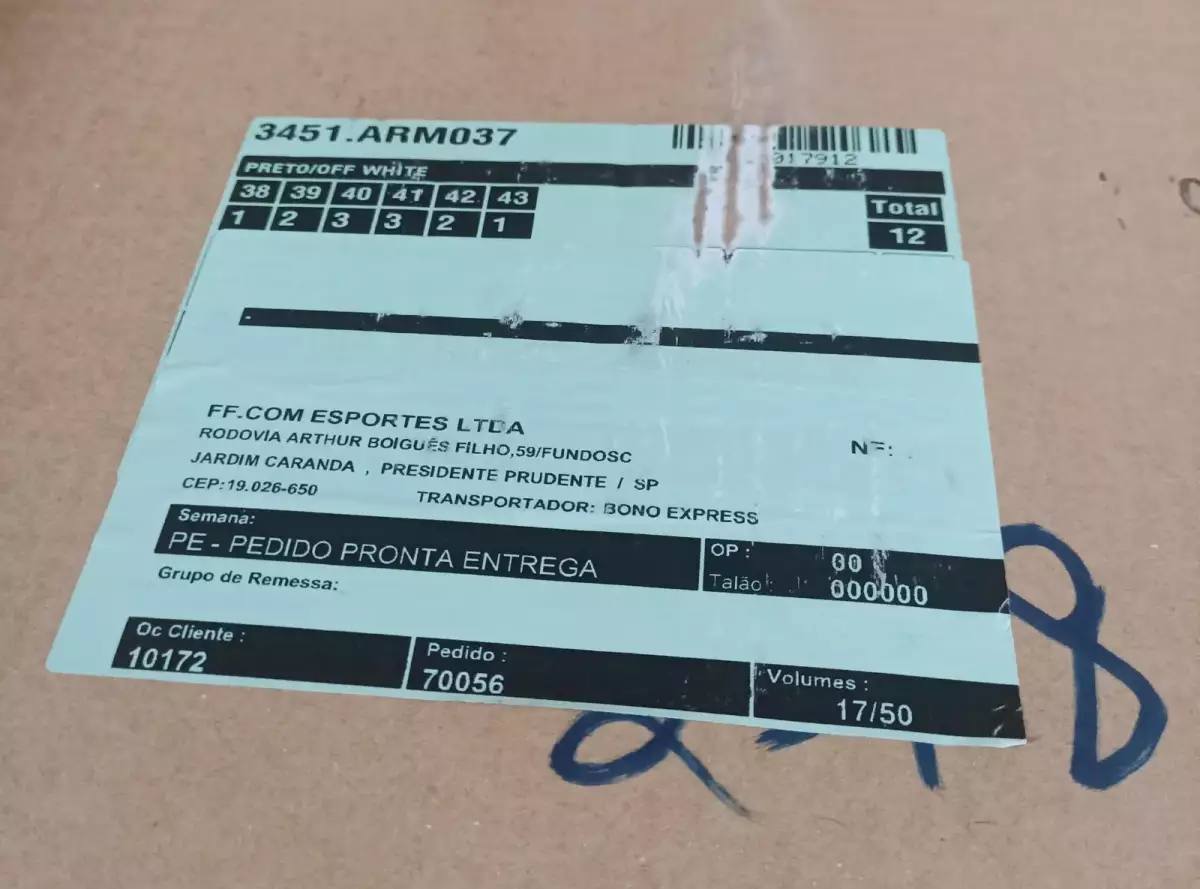 3451.ARM037
017912
PRETO/OFF WHITE
38 39 40 41 42 43
Total
1 2 3 3 2 1
12
FF.COM ESPORTES LTDA
RODOVIA ARTHUR BOIGUÊS FILHO,59/FUNDOSC
NF:
JARDIM CARANDA , PRESIDENTE PRUDENTE / SP
CEP:19.026-650
TRANSPORTADOR: BONO EXPRESS
Semana:
PE - PEDIDO PRONTA ENTREGA
OP : 00
Talão : 000000
Grupo de Remessa:
Oc Cliente :
10172
Pedido :
70056
Volumes :
17/50